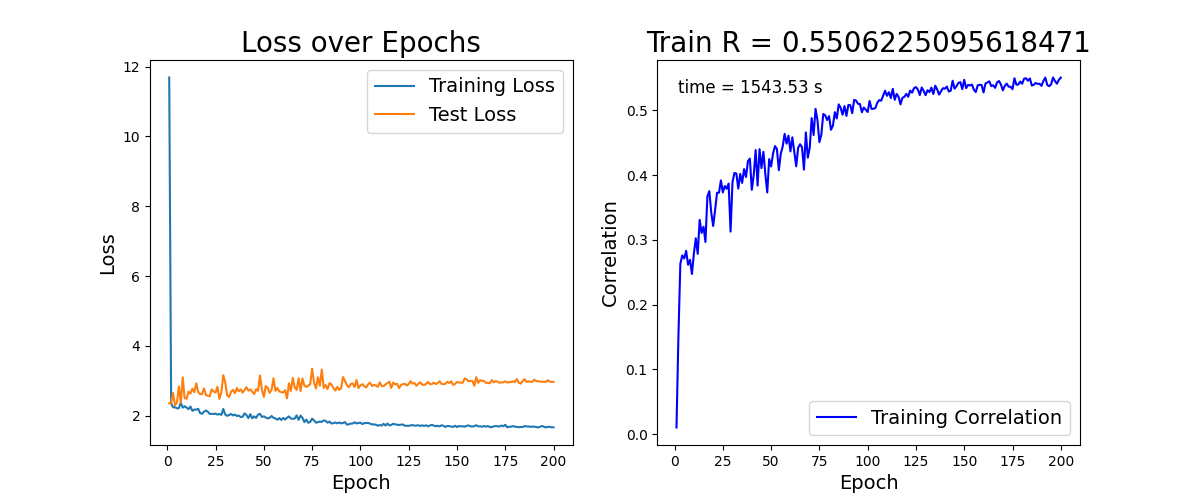 Loss over Epochs
Training Loss
Test Loss
Loss
12
10
8
6
4
2
0 25 50 75 100 125 150 175 200
Epoch
Train R = 0.5506225095618471
time = 1543.53 s
Correlation
0.5
0.4
0.3
0.2
0.1
0.0
Training Correlation
0 25 50 75 100 125 150 175 200
Epoch